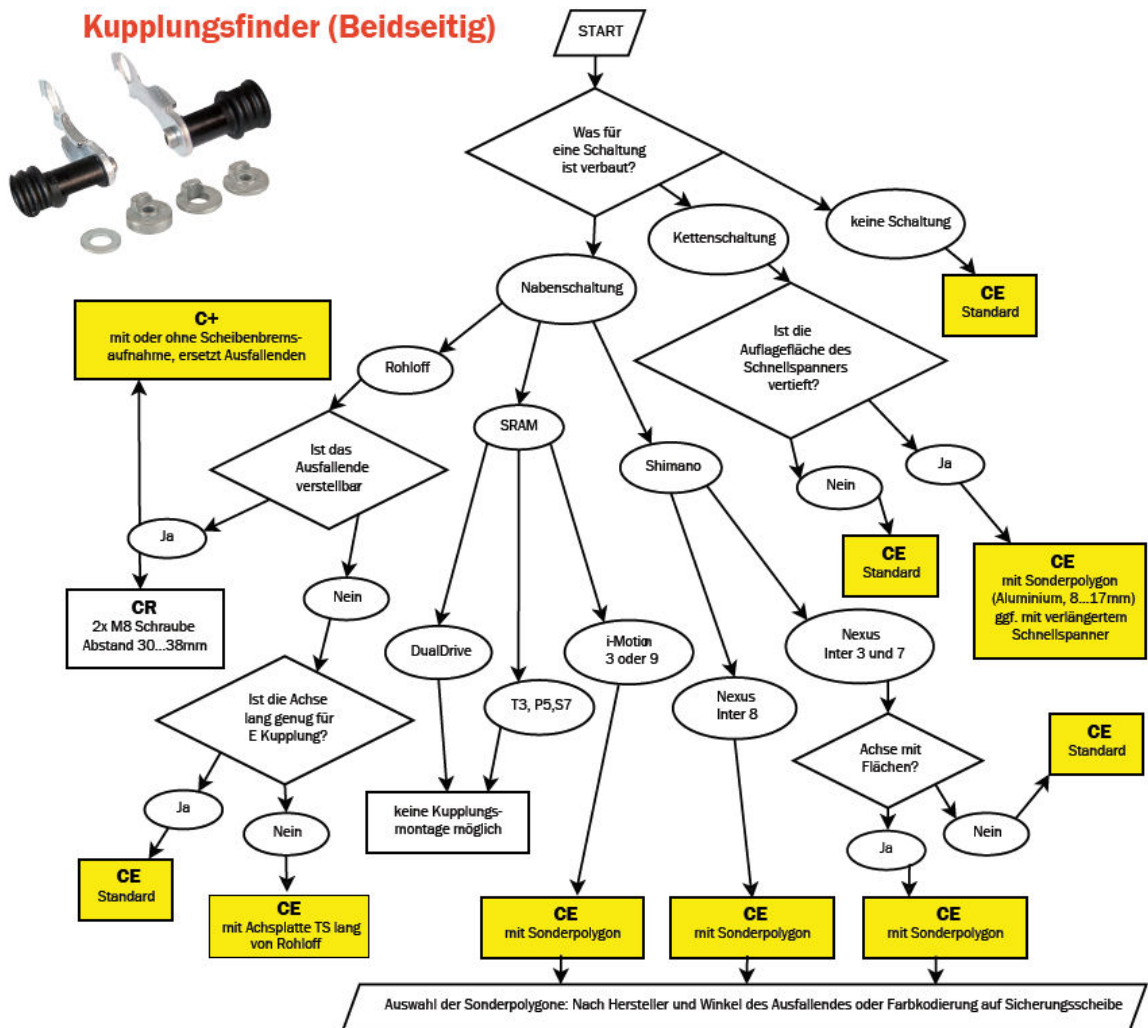 Kupplungsfinder (Beidseitig)
START
Was für
eine Schaltung
ist verbaut?
keine Schaltung
Kettenschaltung
Nabenschaltung
CE
Standard
C+
mit oder ohne Scheibenbrems-
aufnahme, ersetzt Ausfallenden
Ist die
Auflagefläche des
Schnellspanners
vertieft?
Rohloff
SRAM
Shimano
Ist das
Ausfallende
verstellbar
Ja
Nein
Ja
CE
Standard
CE
mit Sonderpolygon
(Aluminium, 8...17mm)
ggf. mit verlängertem
Schnellspanner
Nein
CR
2x M8 Schraube
Abstand 30...38mm
DualDrive
i-Motion
3 oder 9
Nexus
Inter 3 und 7
T3, P5,S7
Nexus
Inter 8
Ist die Achse
lang genug für
E Kupplung?
Achse mit
Flächen?
CE
Standard
Ja
Nein
keine Kupplungs-
montage möglich
Ja
Nein
CE
Standard
CE
mit Achsplatte TS lang
von Rohloff
CE
mit Sonderpolygon
CE
mit Sonderpolygon
CE
mit Sonderpolygon
Auswahl der Sonderpolygone: Nach Hersteller und Winkel des Ausfallendes oder Farbkodierung auf Sicherungsscheibe